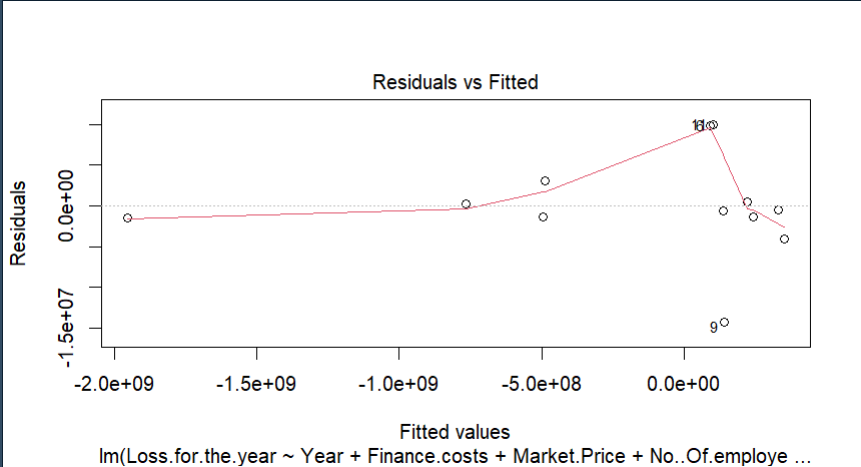 Residuals vs Fitted
Residuals
0.0e+00
-1.5e+07
9
-2.0e+09 -1.5e+09 -1.0e+09 -5.0e+08 0.0e+00
Fitted values
lm(Loss.for.the.year ~ Year + Finance.costs + Market.Price + No..Of.employe ...